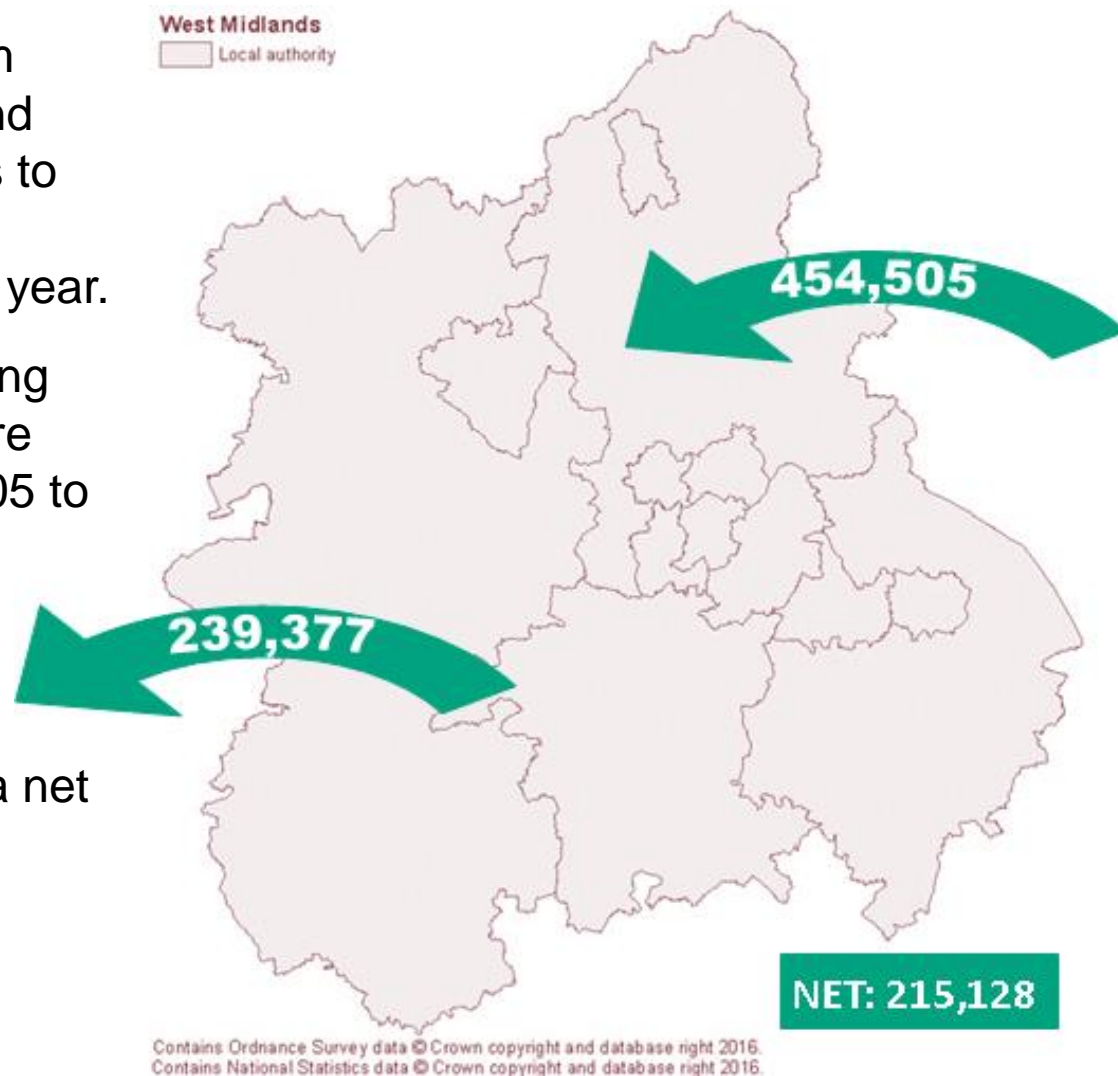 n
nd
s to
year.
ng
re
05 to
a net
West Midlands
Local authority
454,505
239,377
NET: 215,128
Contains Ordnance Survey data © Crown copyright and database right 2016.
Contains National Statistics data © Crown copyright and database right 2016.